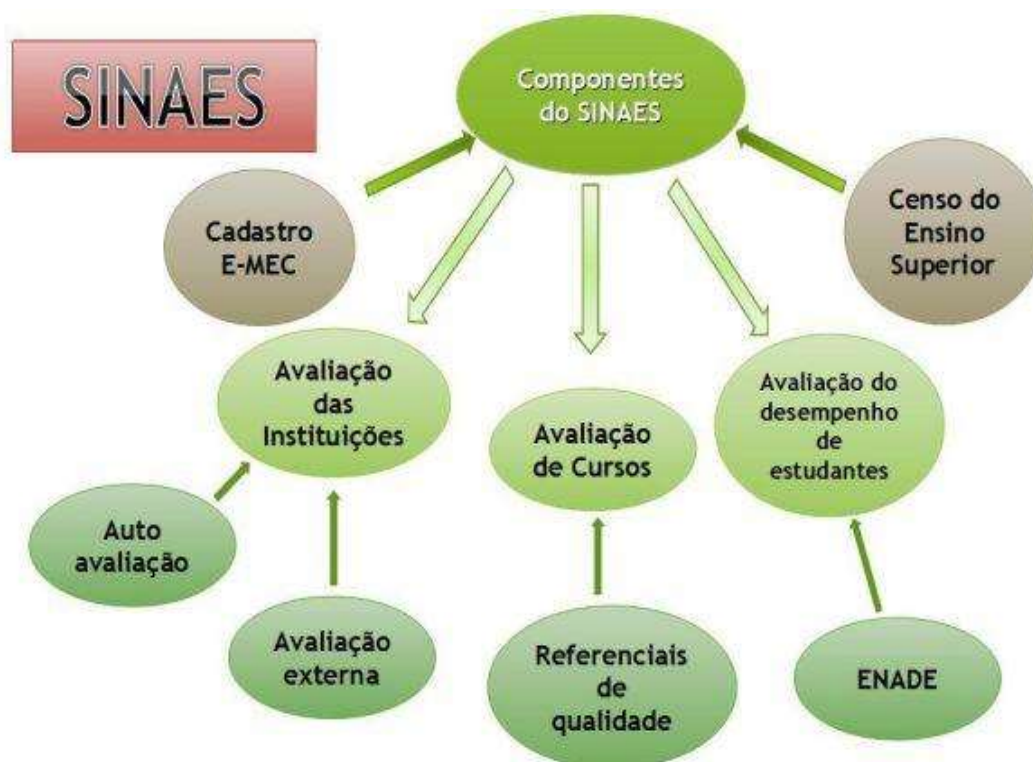 SINAES
Componentes
do SINAES
Cadastro
E-MEC
Censo do
Ensino
Superior
Avaliação
das
Instituições
Avaliação
de Cursos
Avaliação do
desempenho
de
estudantes
Auto
avaliação
Avaliação
externa
Referenciais
de
qualidade
ENADE